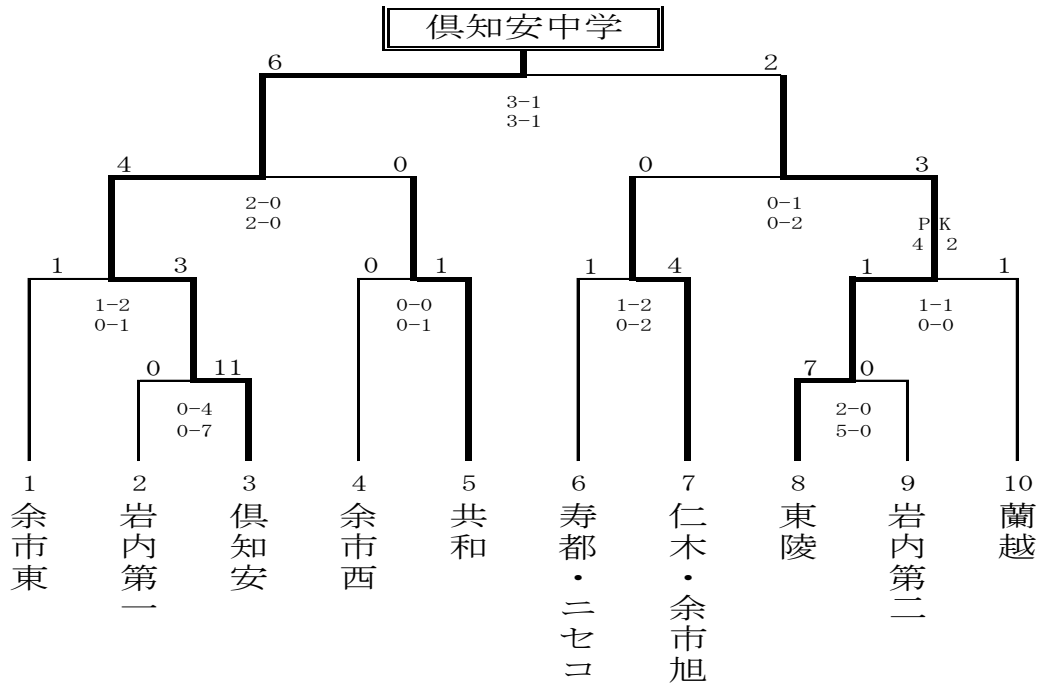 倶知安中学
6 2
3-1
3-1
4 0 0 3
2-0 0-1
2-0 0-2
PK
4 2
1 3 0 1 1 4 1 1
1-2 0-0 1-2 1-1
0-1 0-1 0-2 0-0
0 11 7 0
0-4 2-0
0-7 5-0
1 2 3 4 5 6 7 8 9 10
余市東
岩内第一
倶知安
余市西
共和
寿都・ニセコ
仁木・余市旭
東陵
岩内第二
蘭越